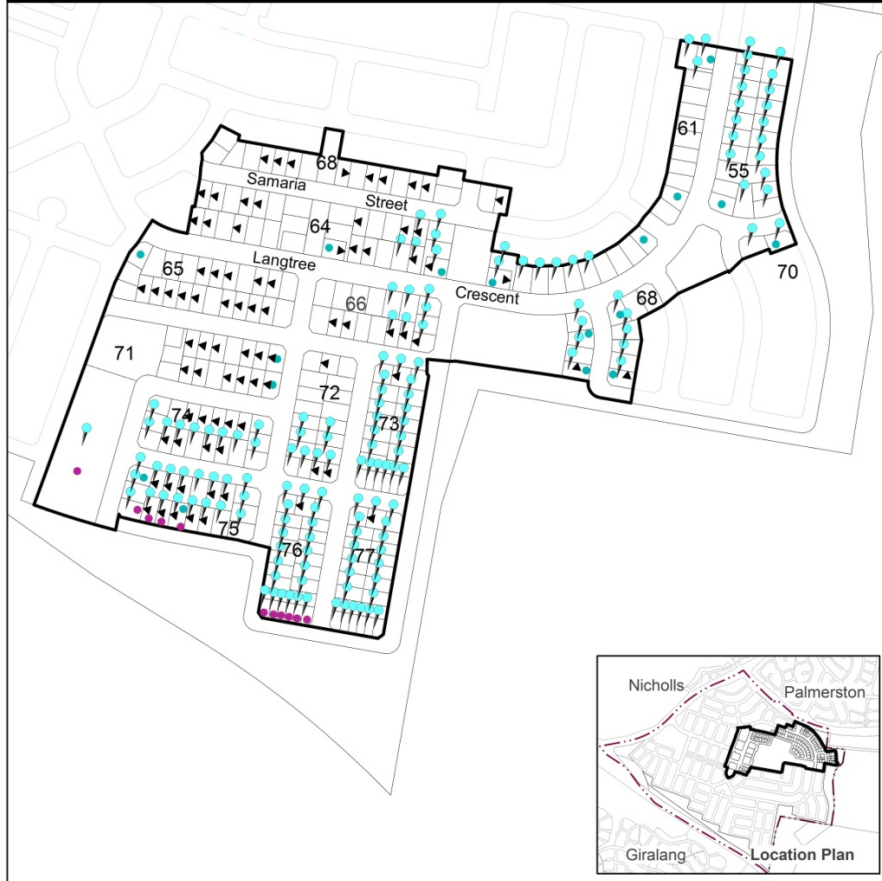 61
55
68
Samaria
Street
64
Langtree
70
65
66
Crescent
68
71
72
73
74
75
76
77
Nicholls
Palmerston
Giralang
Location Plan